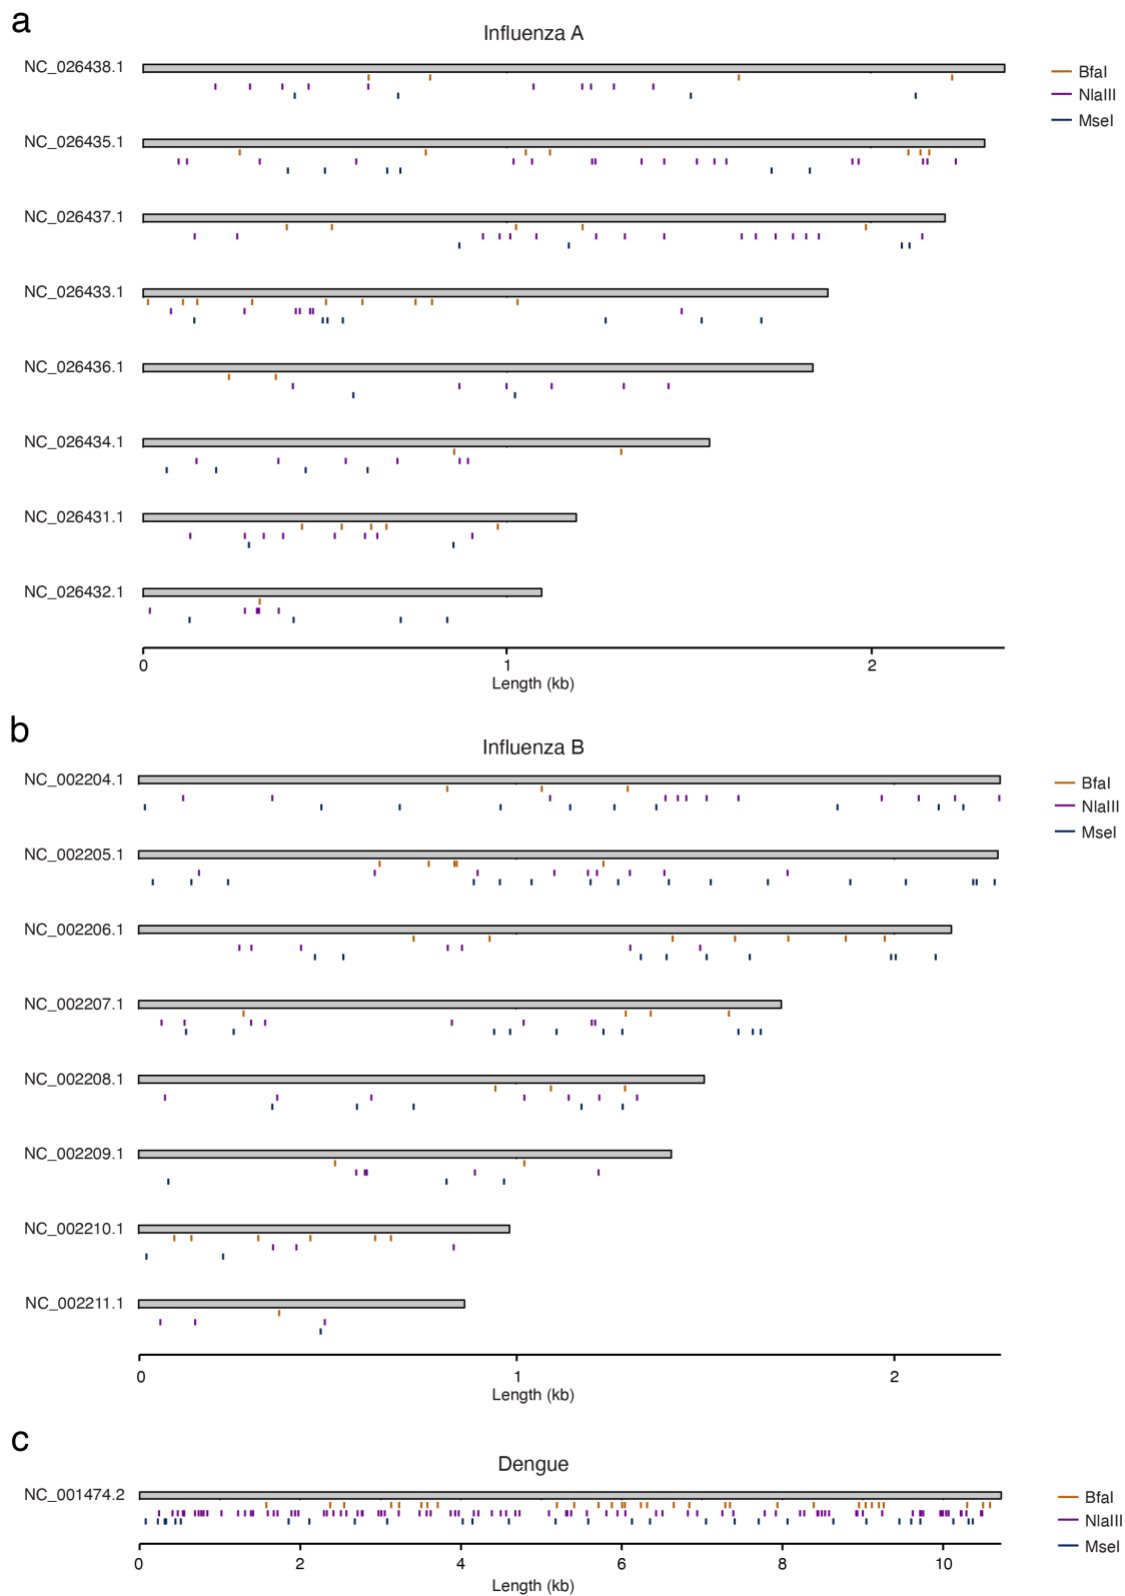 a
Influenza A
NC_026438.1
BfaI
NlaIII
MseI
NC_026435.1
NC_026437.1
NC_026433.1
NC_026436.1
NC_026434.1
NC_026431.1
NC_026432.1
0 1 2
Length (kb)
b
Influenza B
NC_002204.1
BfaI
NlaIII
MseI
NC_002205.1
NC_002206.1
NC_002207.1
NC_002208.1
NC_002209.1
NC_002210.1
NC_002211.1
0 1 2
Length (kb)
c
Dengue
NC_001474.2
BfaI
NlaIII
MseI
0 2 4 6 8 10
Length (kb)